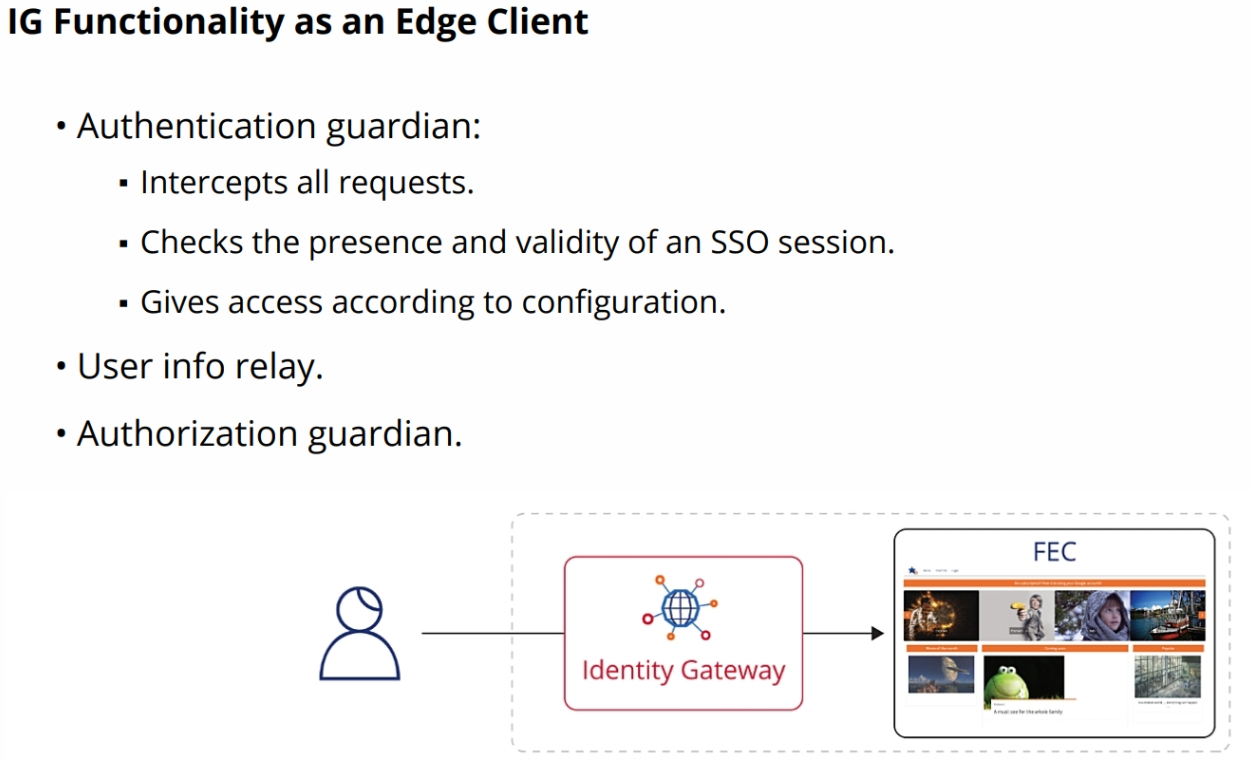 IG Functionality as an Edge Client
• Authentication guardian:
▪ Intercepts all requests.
▪ Checks the presence and validity of an SSO session.
▪ Gives access according to configuration.
• User info relay.
• Authorization guardian.
Identity Gateway
FEC
A must see for the whole family